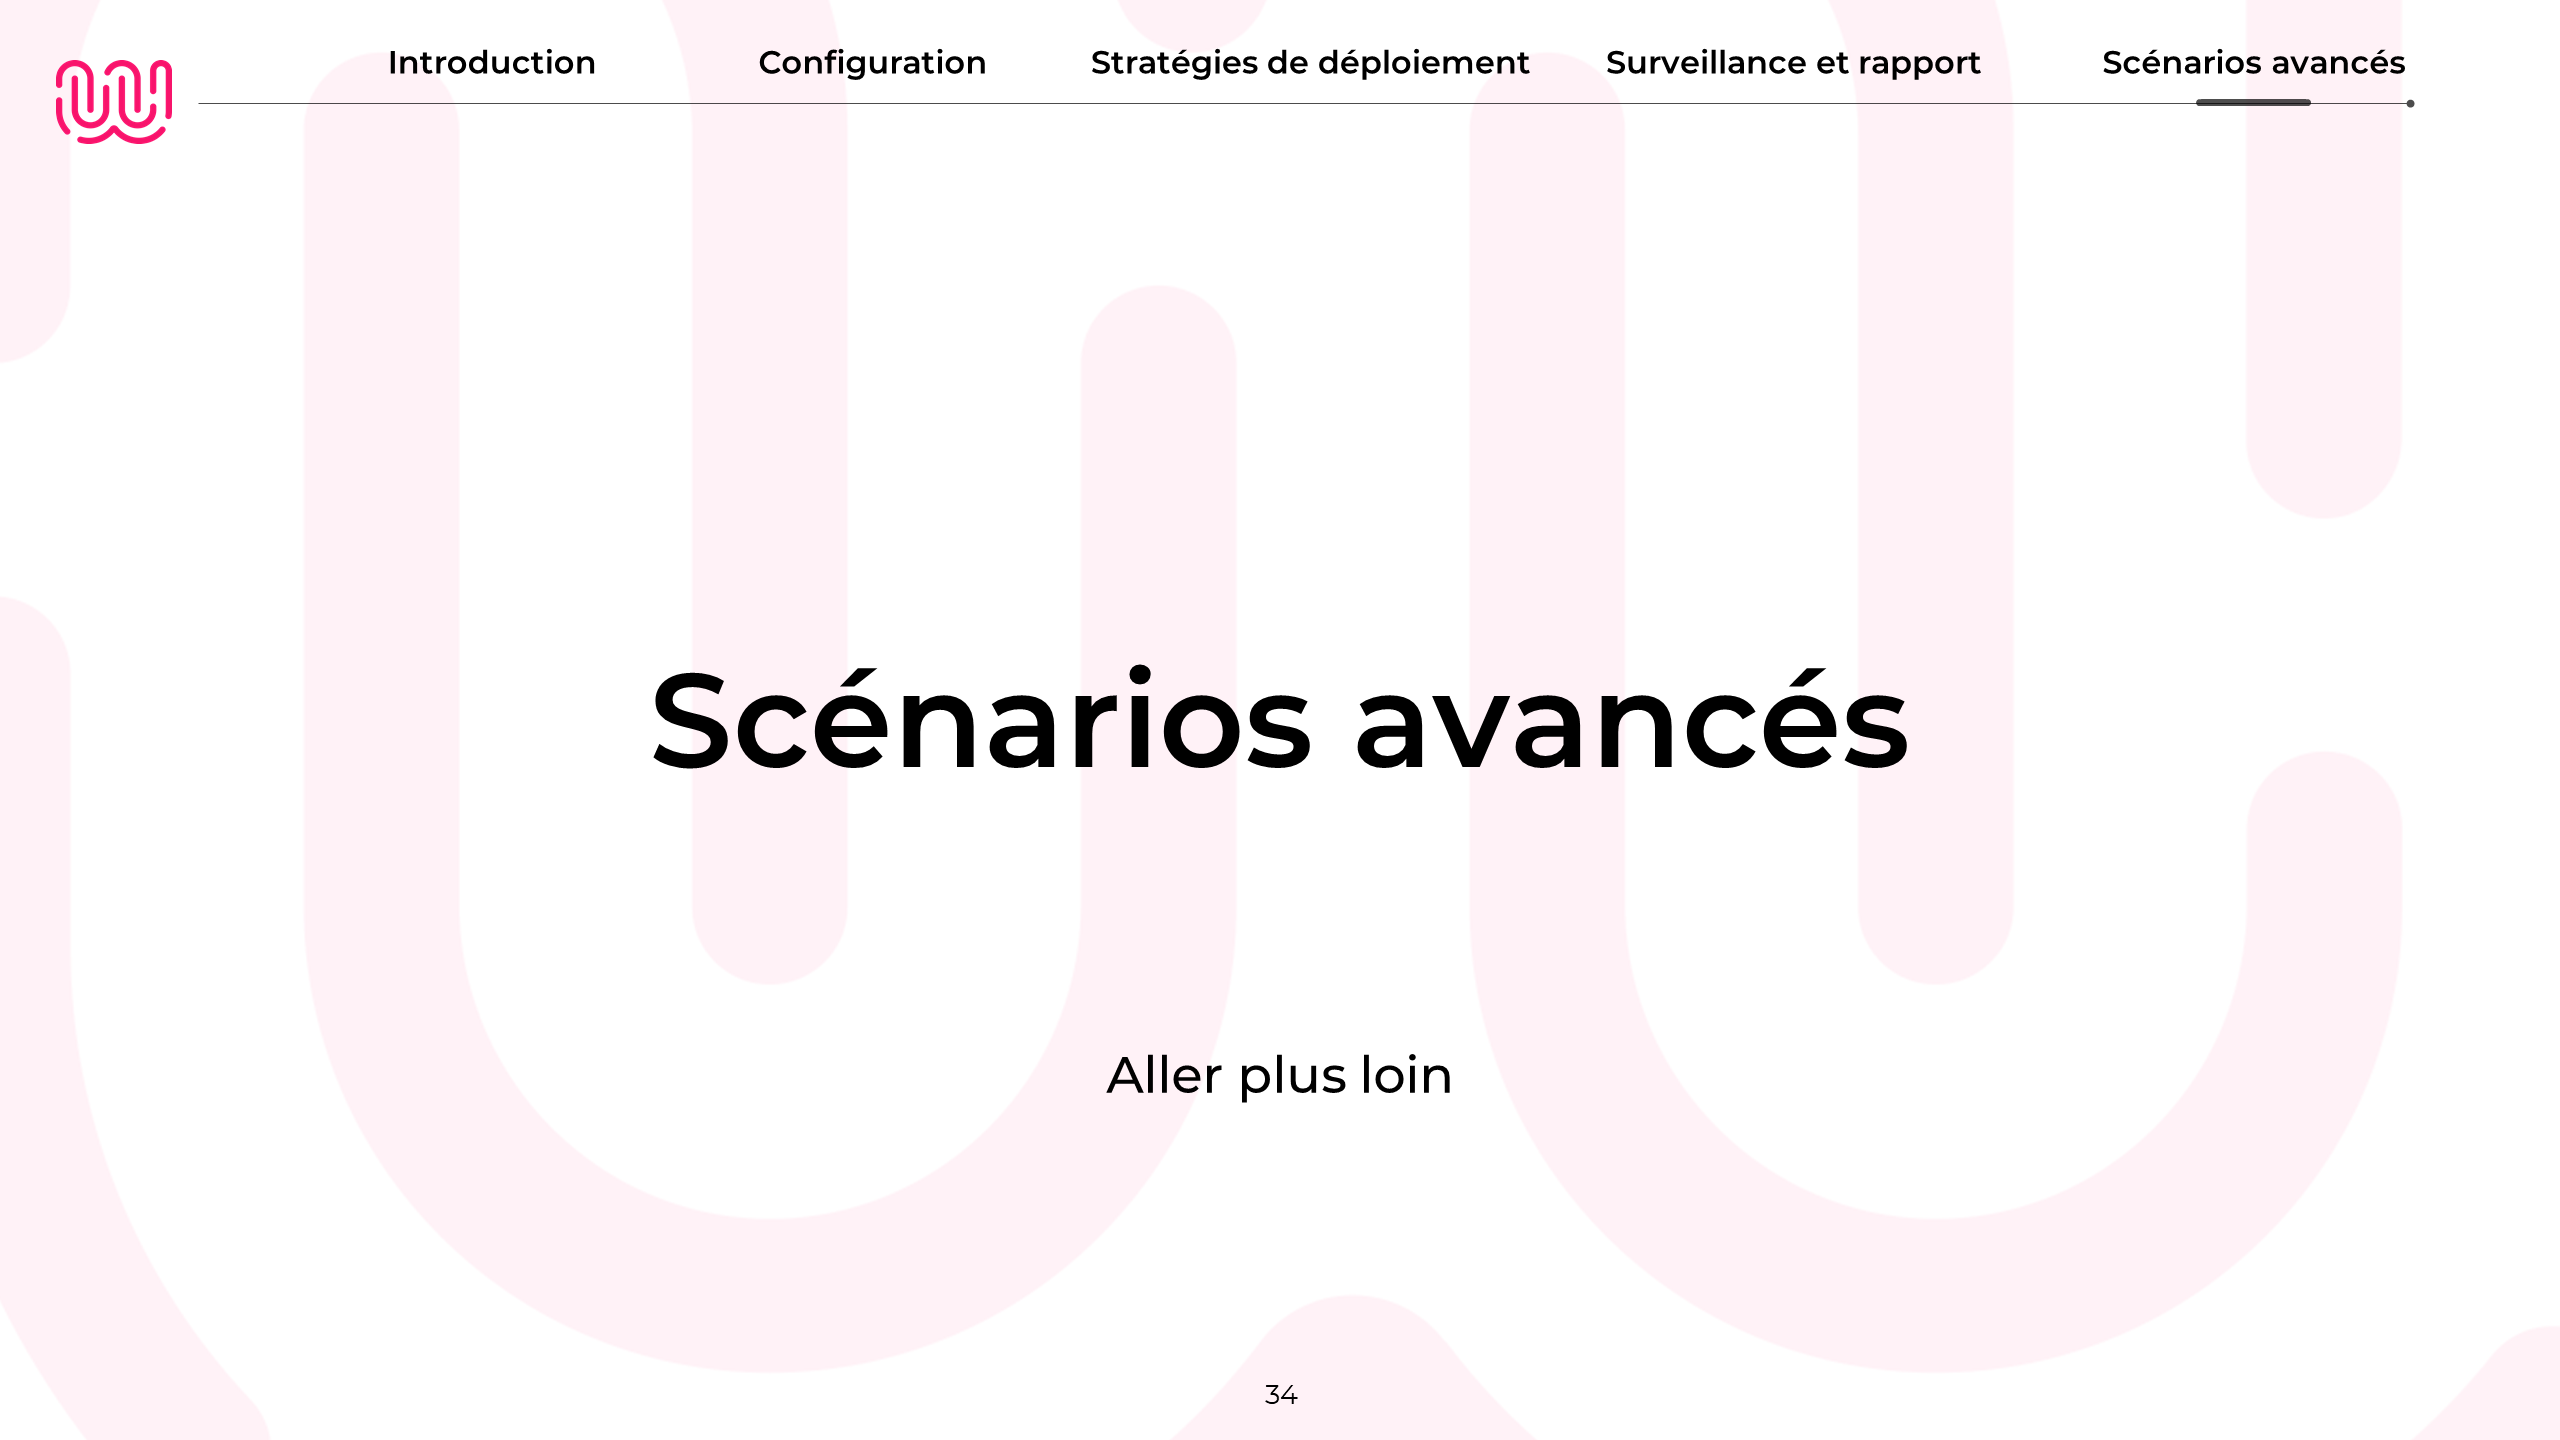 Introduction Configuration Stratégies de déploiement Surveillance et rapport Scénarios avancés
Scénarios avancés
Aller plus loin
34